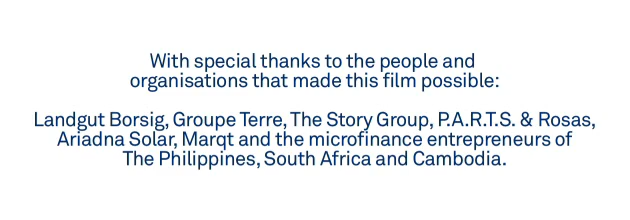 With special thanks to the people and
organisations that made this film possible:
Landgut Borsig, Groupe Terre, The Story Group, P.A.R.T.S. & Rosas,
Ariadna Solar, Marqt and the microfinance entrepreneurs of
The Philippines, South Africa and Cambodia.